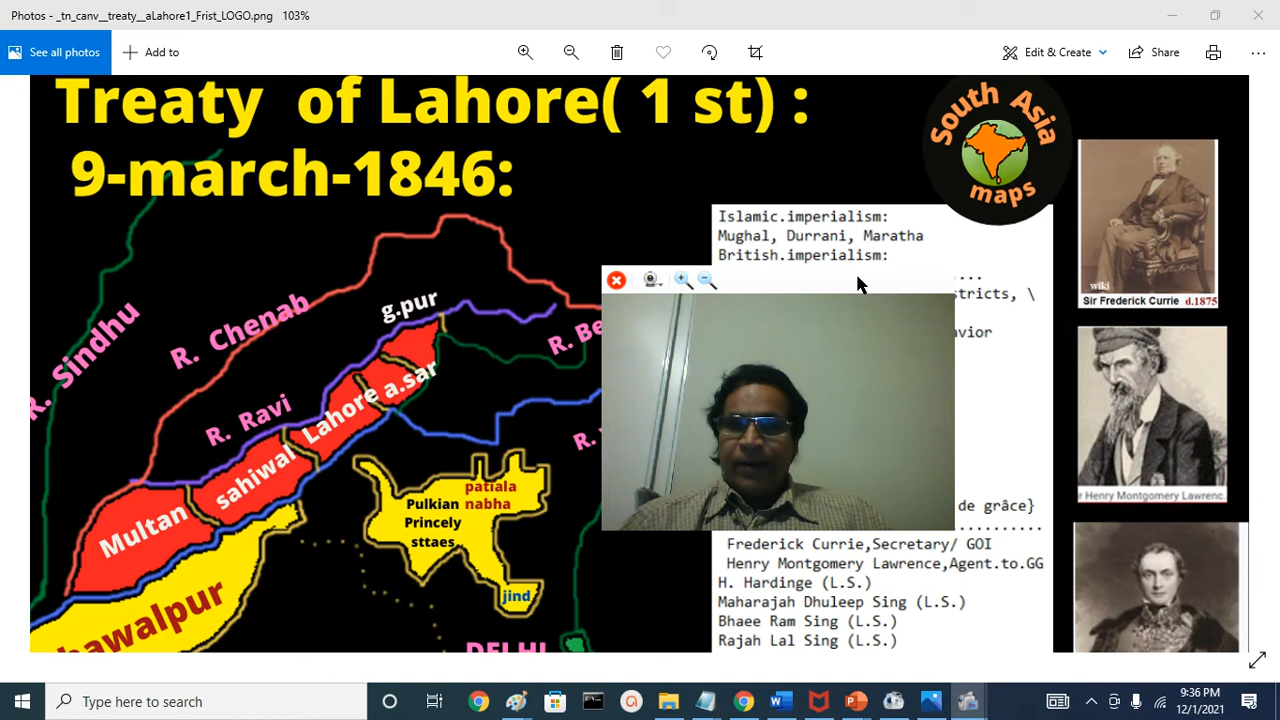 Photos - _tn_canv__treaty__aLahore1_Frist_LOGO.png 103%
See all photos
Add to
Edit & Create
Share
Treaty of Lahore( 1 st) :
9-march-1846:
South Asia
maps
wiki
Sir Frederick Currie d.1875
Islamic.imperialism:
Mughal, Durrani, Maratha
British.imperialism:
stricts, \
avior
de grâce}
Frederick Currie,Secretary/ GOI
Henry Montgomery Lawrence,Agent.to.GG
H. Hardinge (L.S.)
Maharajah Dhuleep Sing (L.S.)
Bhaee Ram Sing (L.S.)
Rajah Lal Sing (L.S.)
ir Henry Montgomery Lawrenc.
R. Sindhu
R. Chenab
R. Ravi
R. Be
g.pur
a.sar
Lahore
sahiwal
Multan
bawalpur
Pulkian
Princely
sttaes
patiala
nabha
jind
DELHI
Type here to search
9:36 PM
12/1/2021